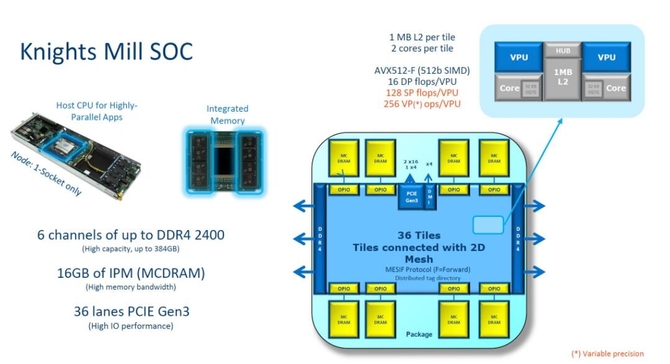 Knights Mill SOC
Host CPU for Highly-
Parallel Apps
Integrated
Memory
Node: 1-Socket only
6 channels of up to DDR4 2400
(High capacity, up to 384GB)
16GB of IPM (MCDRAM)
(High memory bandwidth)
36 lanes PCIE Gen3
(High IO performance)
1 MB L2 per tile
2 cores per tile
AVX512-F (512b SIMD)
16 DP flops/VPU
128 SP flops/VPU
256 VP(*) ops/VPU
VPU
HUB
VPU
1MB
L2
Core
Core
MC
DRAM
MC
DRAM
2 x16
1 x4
x4
MC
DRAM
MC
DRAM
OPIO
OPIO
PCIE
Gen3
DMI
OPIO
OPIO
DDR4
36 Tiles
Tiles connected with 2D
Mesh
MESIF Protocol (F=Forward)
Distributed tag directory
DDR4
OPIO
OPIO
OPIO
OPIO
MC
DRAM
MC
DRAM
MC
DRAM
MC
DRAM
Package
(*) Variable precision